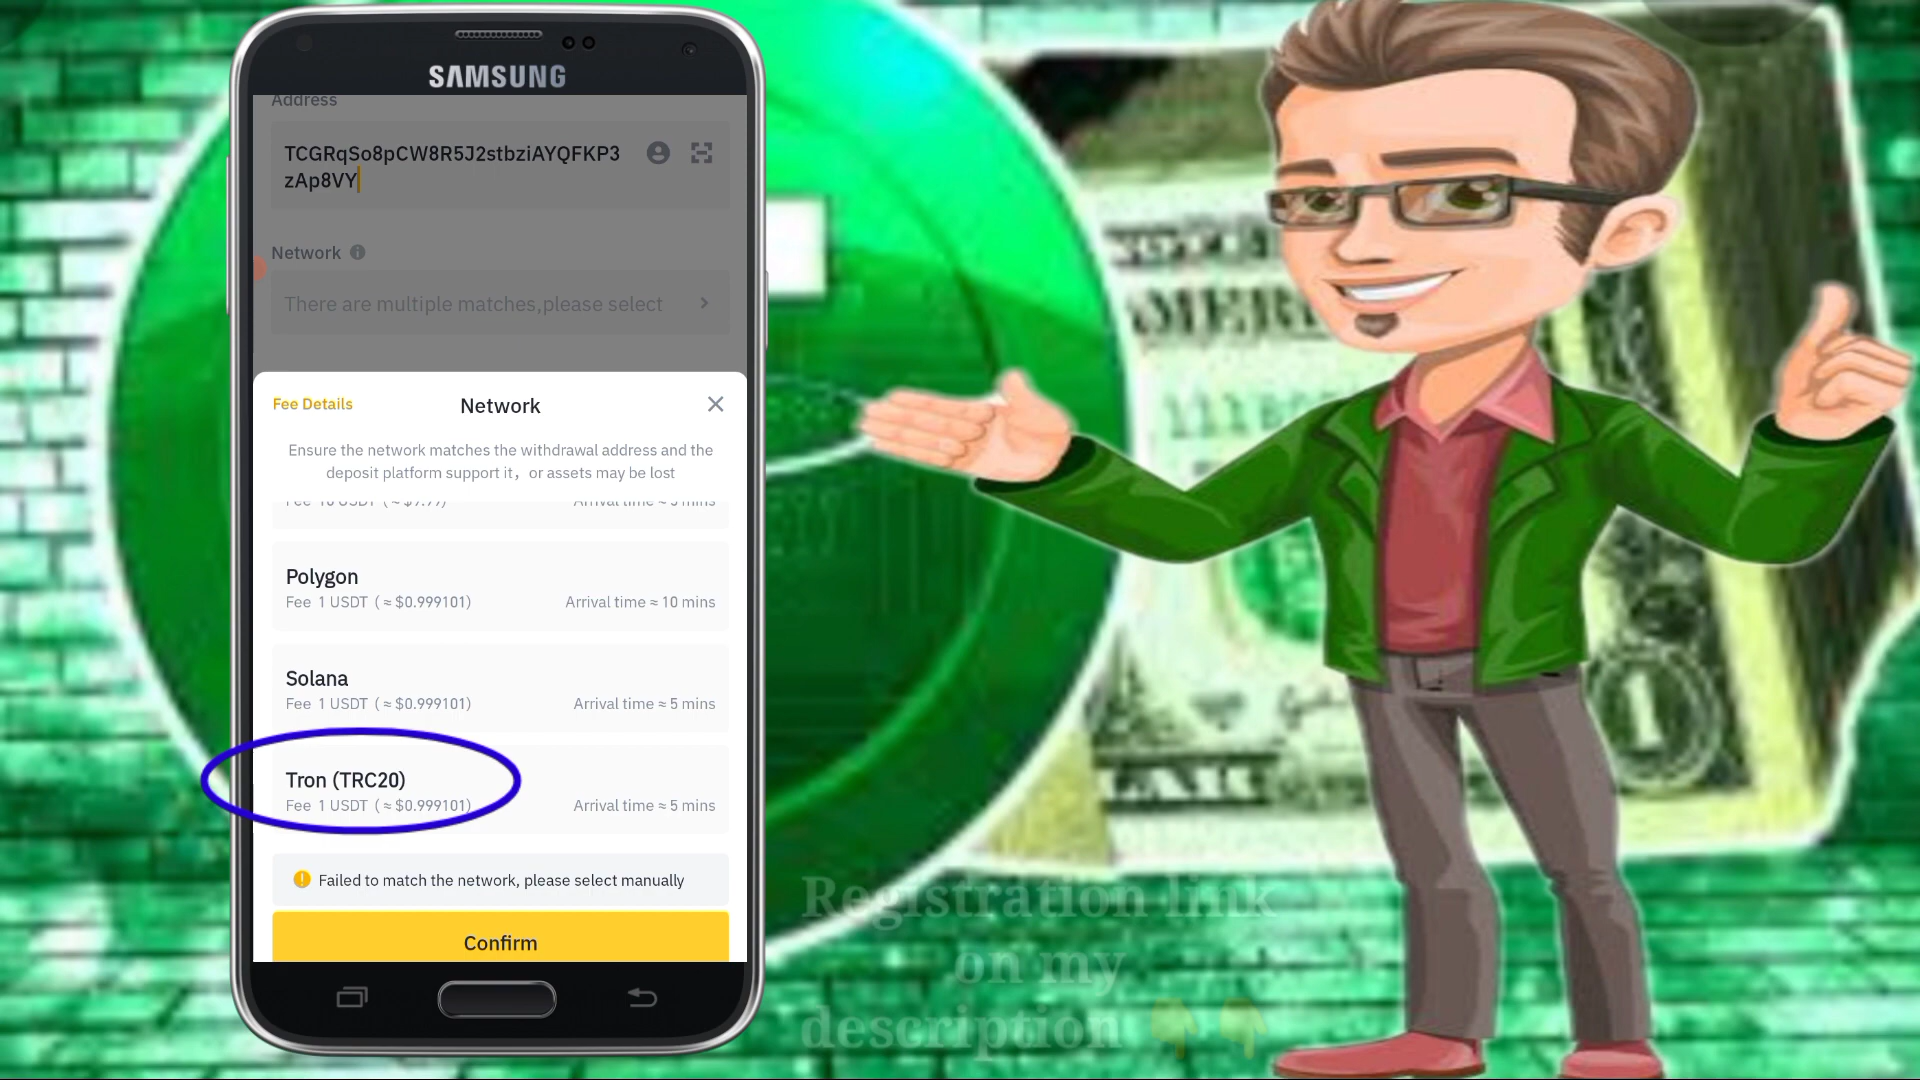 SAMSUNG
Address
TCGRqSo8pCW8R5J2stbziAYQFKP3
zAp8VY
Network
There are multiple matches,please select
Fee Details
Network
Ensure the network matches the withdrawal address and the
deposit platform support it, or assets may be lost
Polygon
Fee 1 USDT (≈ $0.999101)
Arrival time ≈ 10 mins
Solana
Fee 1 USDT (≈ $0.999101)
Arrival time ≈ 5 mins
Tron (TRC20)
Fee 1 USDT (≈ $0.999101)
Arrival time ≈ 5 mins
Failed to match the network, please select manually
Confirm
Registration link
on my
description